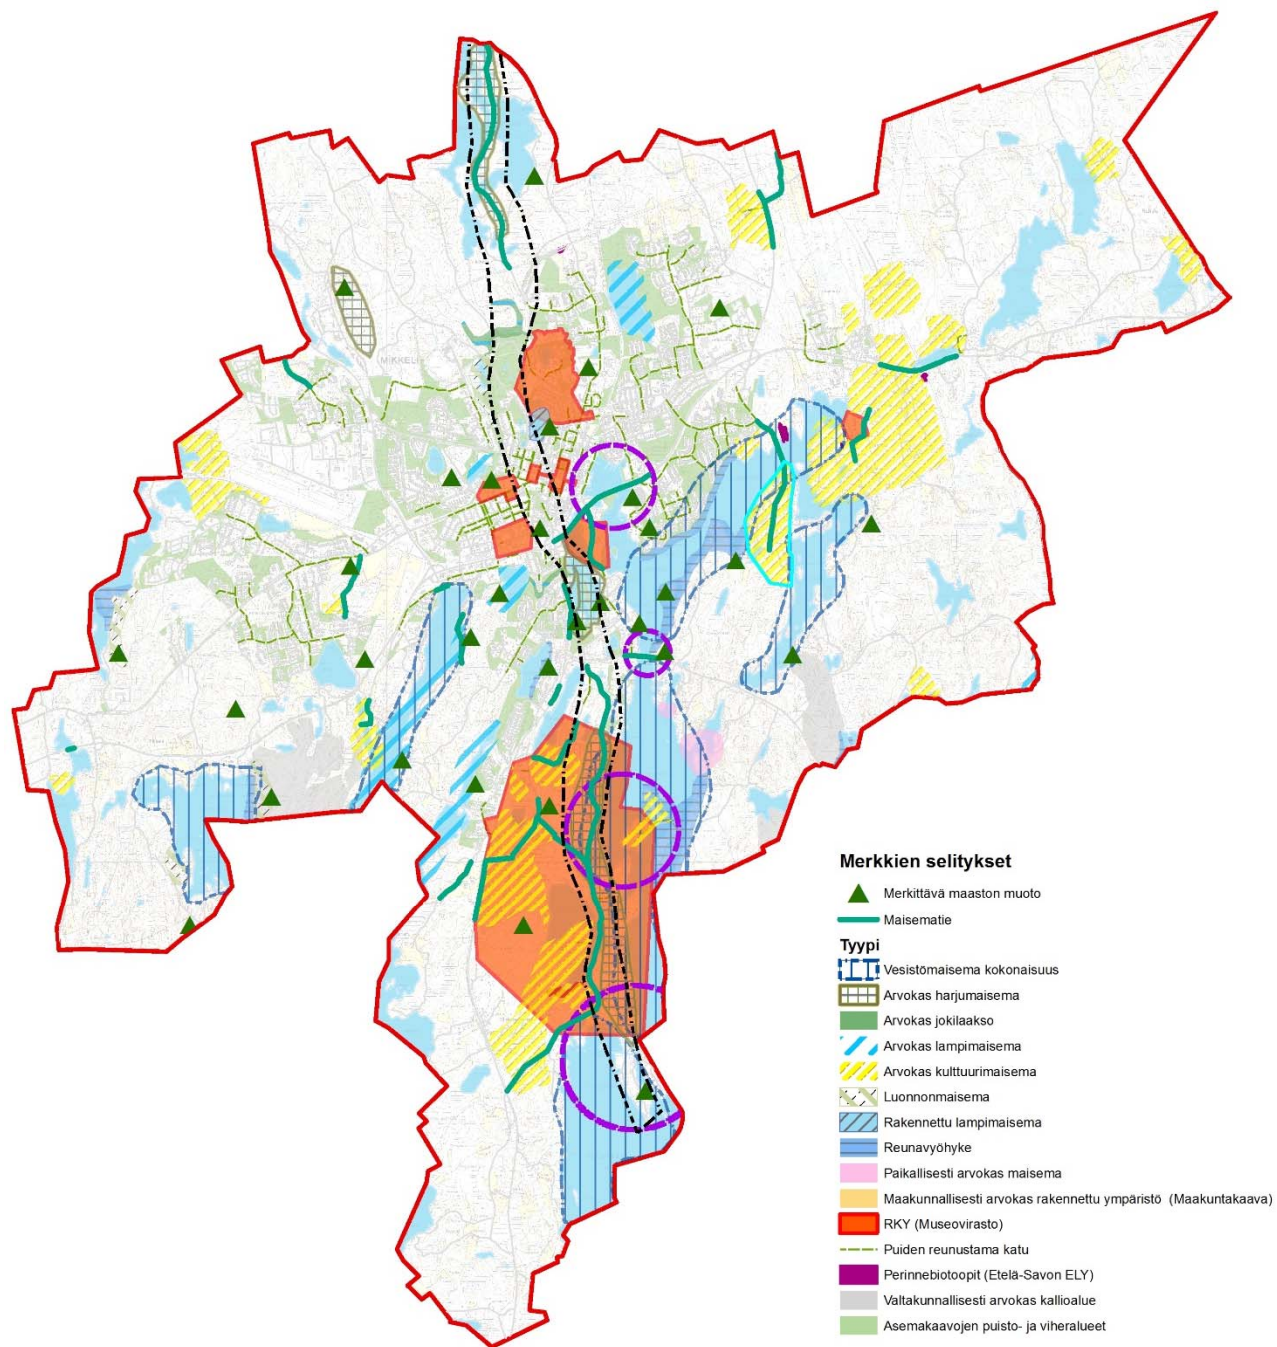 MIKKELI
Merkkien selitykset
Merkittävä maaston muoto
Maisematie
Tyypi
Vesistömaisema kokonaisuus
Arvokas harjumaisema
Arvokas jokilaakso
Arvokas lampimaisema
Arvokas kulttuurimaisema
Luonnonmaisema
Rakennettu lampimaisema
Reunavyöhyke
Paikallisesti arvokas maisema
Maakunnallisesti arvokas rakennettu ympäristö (Maakuntakaava)
RKY (Museovirasto)
Puiden reunustama katu
Perinnebiotoopit (Etelä-Savon ELY)
Valtakunnallisesti arvokas kallioalue
Asemakaavojen puisto- ja viheralueet